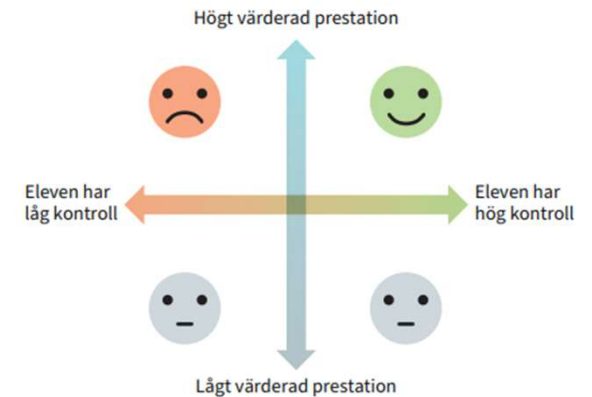 Högt värderad prestation
Eleven har
låg kontroll
Eleven har
hög kontroll
Lågt värderad prestation